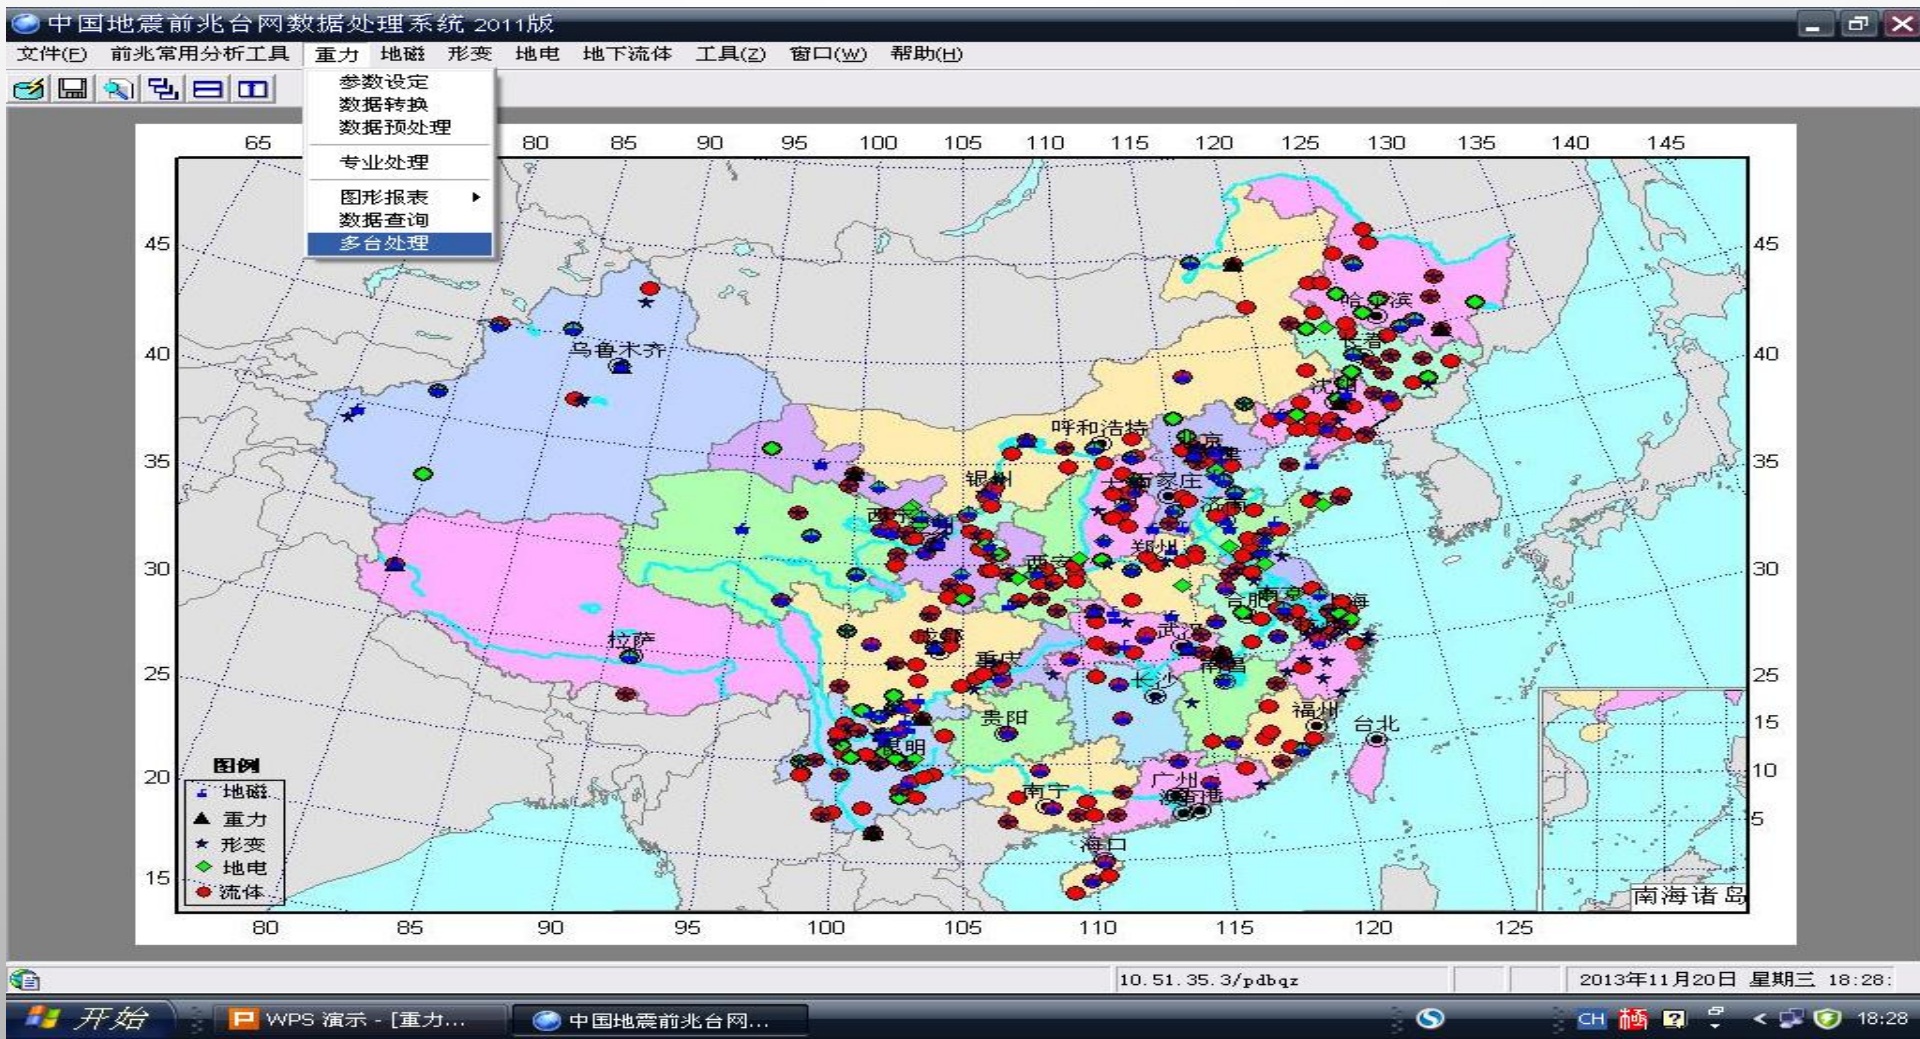 中国地震前兆台网数据处理系统 2011版
文件(F) 前兆常用分析工具 重力 地磁 形变 地电 地下流体 工具(Z) 窗口(W) 帮助(H)
参数设定
数据转换
数据预处理
专业处理
图形报表
数据查询
多台处理
65 80 85 90 95 100 105 110 115 120 125 130 135 140 145
45 45
哈尔滨
长春
40 40
乌鲁木齐
沈阳
呼和浩特
北京
35 35
银川
石家庄
济南
西宁
郑州
西安
30 30
合肥 南京 上海
拉萨
成都
武汉
重庆
南昌
25 25
长沙
贵阳
福州
台北
15
昆明
20
10
广州
南宁
香港
5
海口
15
图例
地磁
重力
形变
地电
流体
南海诸岛
80 85 90 95 100 105 110 115 120 125
10.51.35.3/pdbqz 2013年11月20日 星期三 18:28:
开始 WPS 演示 - [重力... 中国地震前兆台网... CH 極 18:28